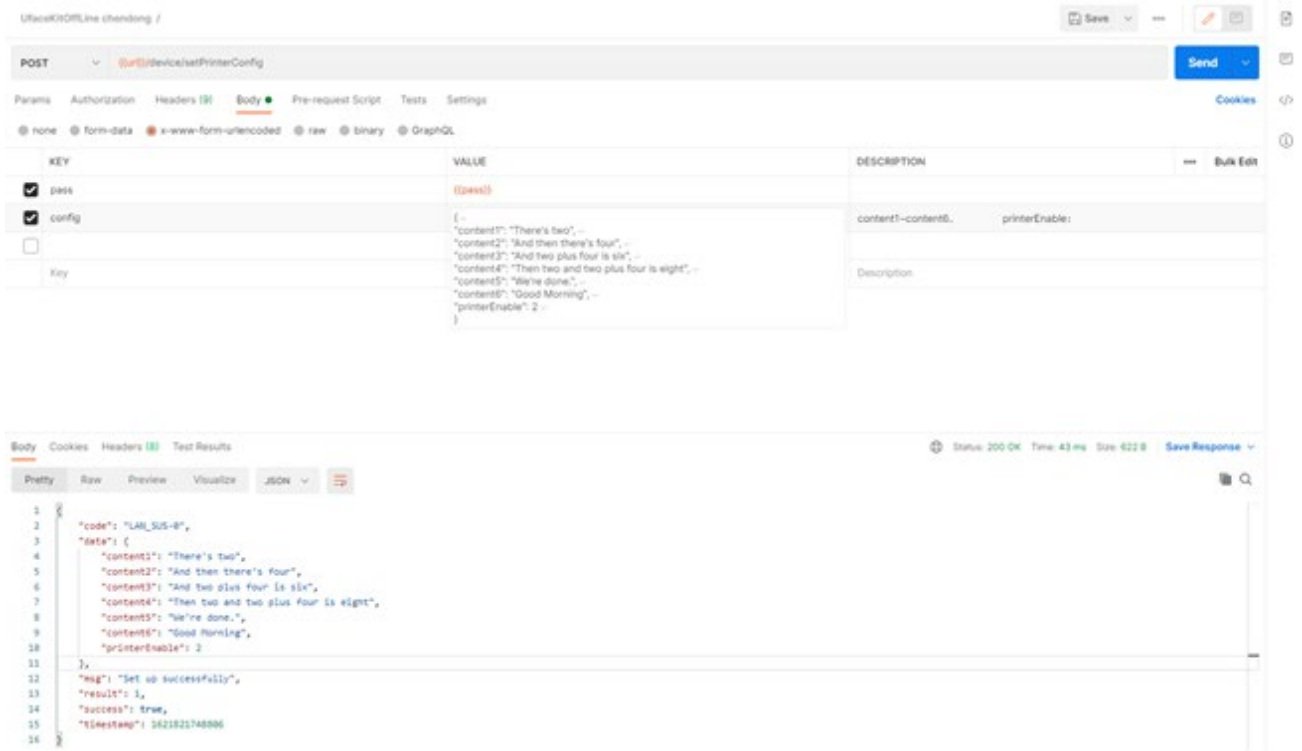 UfaceKitOffLine chendong /
Save
POST {{url}}/device/setPrinterConfig
Send
Params Authorization Headers (9) Body Pre-request Script Tests Settings
Cookies
none form-data x-www-form-urlencoded raw binary GraphQL
KEY VALUE DESCRIPTION Bulk Edit
pass {{pass}}
config { content1~content6. printerEnable:
"content1": "There's two",
"content2": "And then there's four",
"content3": "And two plus four is six",
"content4": "Then two and two plus four is eight",
"content5": "We're done.",
"content6": "Good Morning",
"printerEnable": 2
}
Key Description
Body Cookies Headers (8) Test Results
Status: 200 OK Time: 43 ms Size: 622 B Save Response
Pretty Raw Preview Visualize JSON
1 {
2 "code": "LAN_SUS-0",
3 "data": {
4 "content1": "There's two",
5 "content2": "And then there's four",
6 "content3": "And two plus four is six",
7 "content4": "Then two and two plus four is eight",
8 "content5": "We're done.",
9 "content6": "Good Morning",
10 "printerEnable": 2
11 },
12 "msg": "Set up successfully",
13 "result": 1,
14 "success": true,
15 "timestamp": 1621821748806
16 }